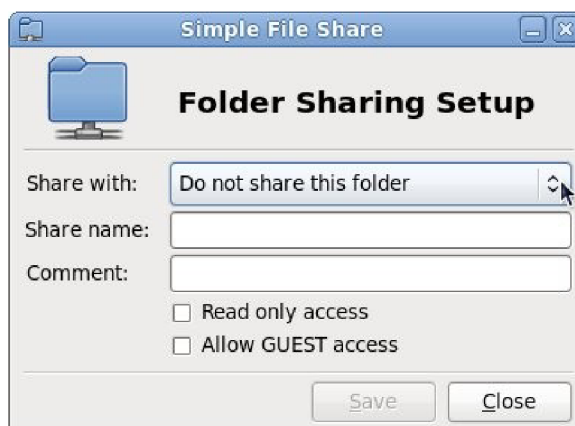 Simple File Share
Folder Sharing Setup
Share with: Do not share this folder
Share name:
Comment:
Read only access
Allow GUEST access
Save Close